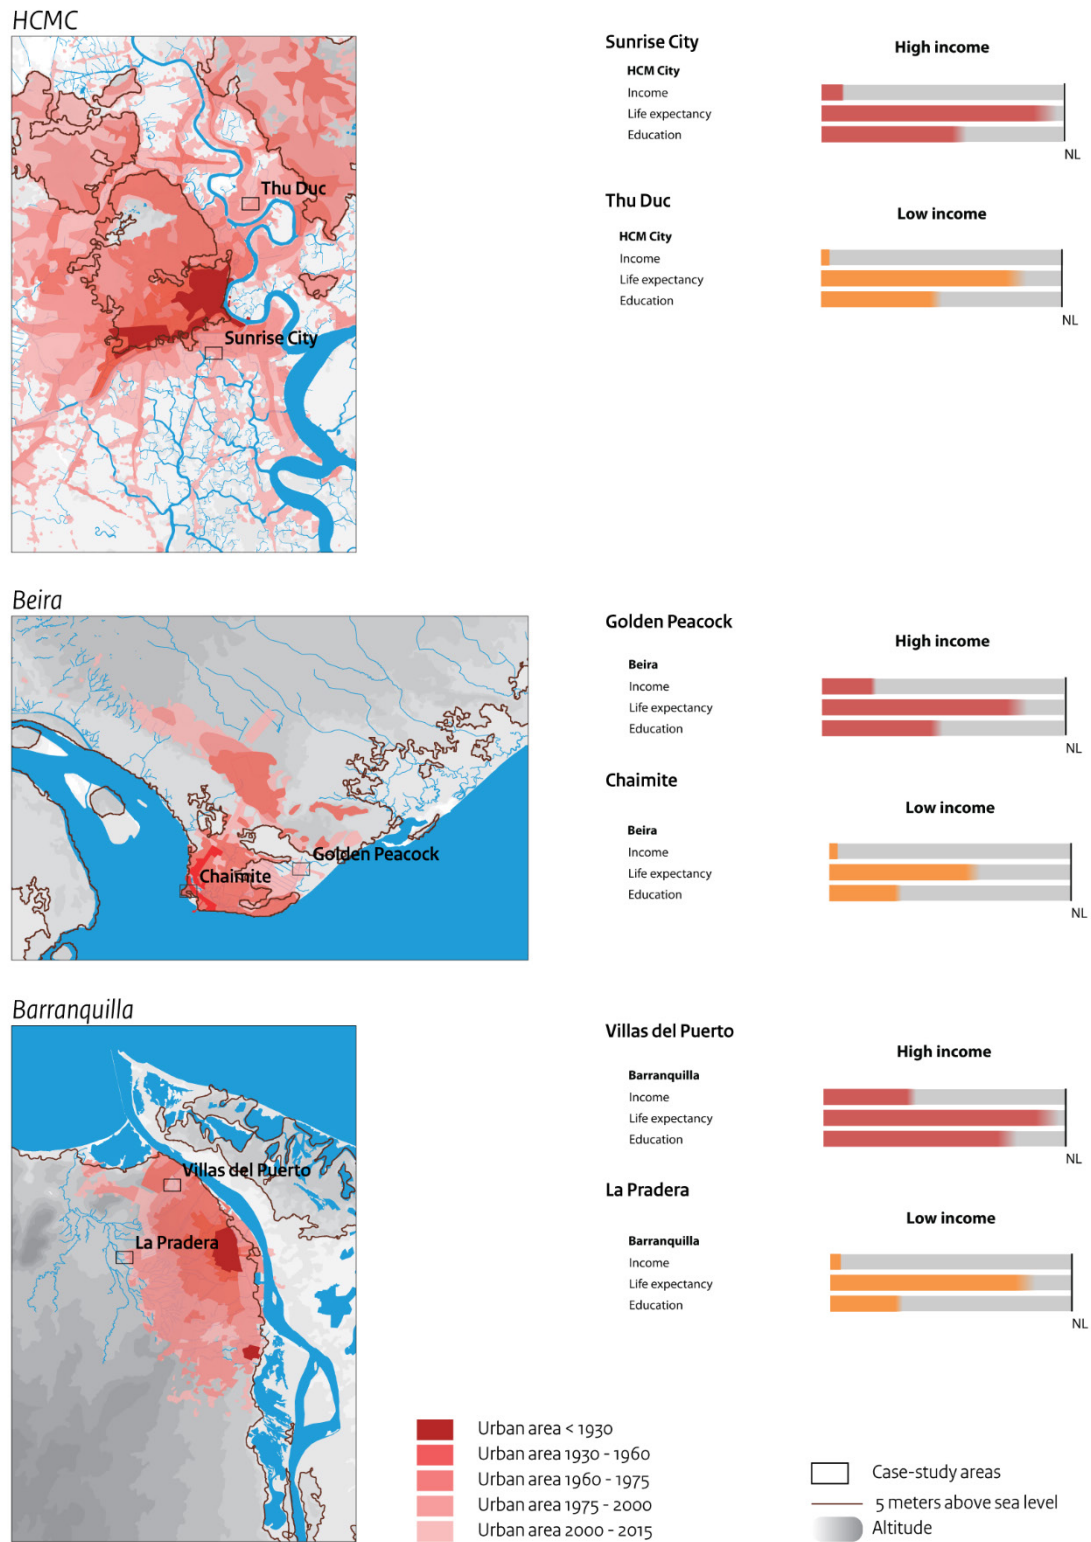 HCMC
Thu Duc
Sunrise City
Sunrise City
High income
HCM City
Income
Life expectancy
Education
NL
Thu Duc
Low income
HCM City
Income
Life expectancy
Education
NL
Beira
Golden Peacock
Chaimite
Golden Peacock
High income
Beira
Income
Life expectancy
Education
NL
Chaimite
Low income
Beira
Income
Life expectancy
Education
NL
Barranquilla
Villas del Puerto
La Pradera
Villas del Puerto
High income
Barranquilla
Income
Life expectancy
Education
NL
La Pradera
Low income
Barranquilla
Income
Life expectancy
Education
NL
Urban area < 1930
Urban area 1930 - 1960
Urban area 1960 - 1975
Urban area 1975 - 2000
Urban area 2000 - 2015
Case-study areas
5 meters above sea level
Altitude